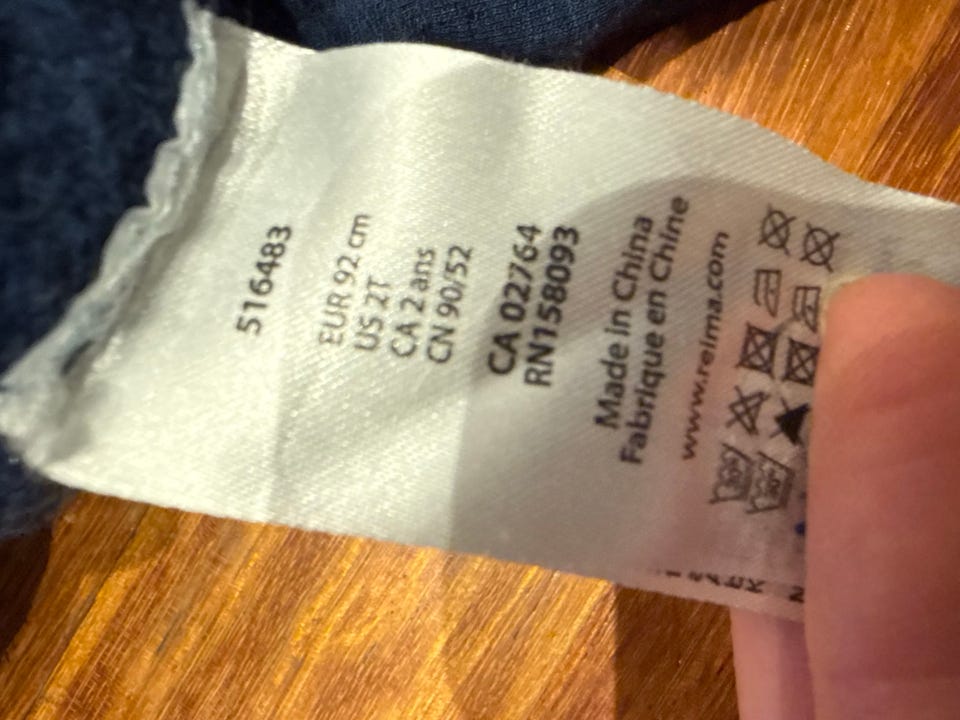 516483
EUR 92 cm
US 2T
CA 2 ans
CN 90/52
CA 02764
RN158093
Made in China
Fabrique en Chine
www.reima.com